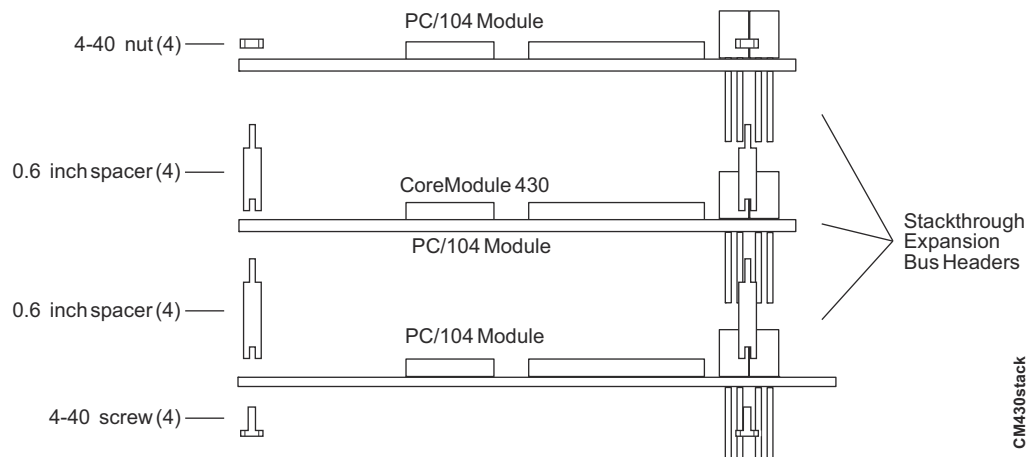 PC/104 Module
4-40 nut (4)
0.6 inch spacer (4)
CoreModule 430
Stackthrough
Expansion
Bus Headers
PC/104 Module
0.6 inch spacer (4)
PC/104 Module
4-40 screw (4)
CM430stack